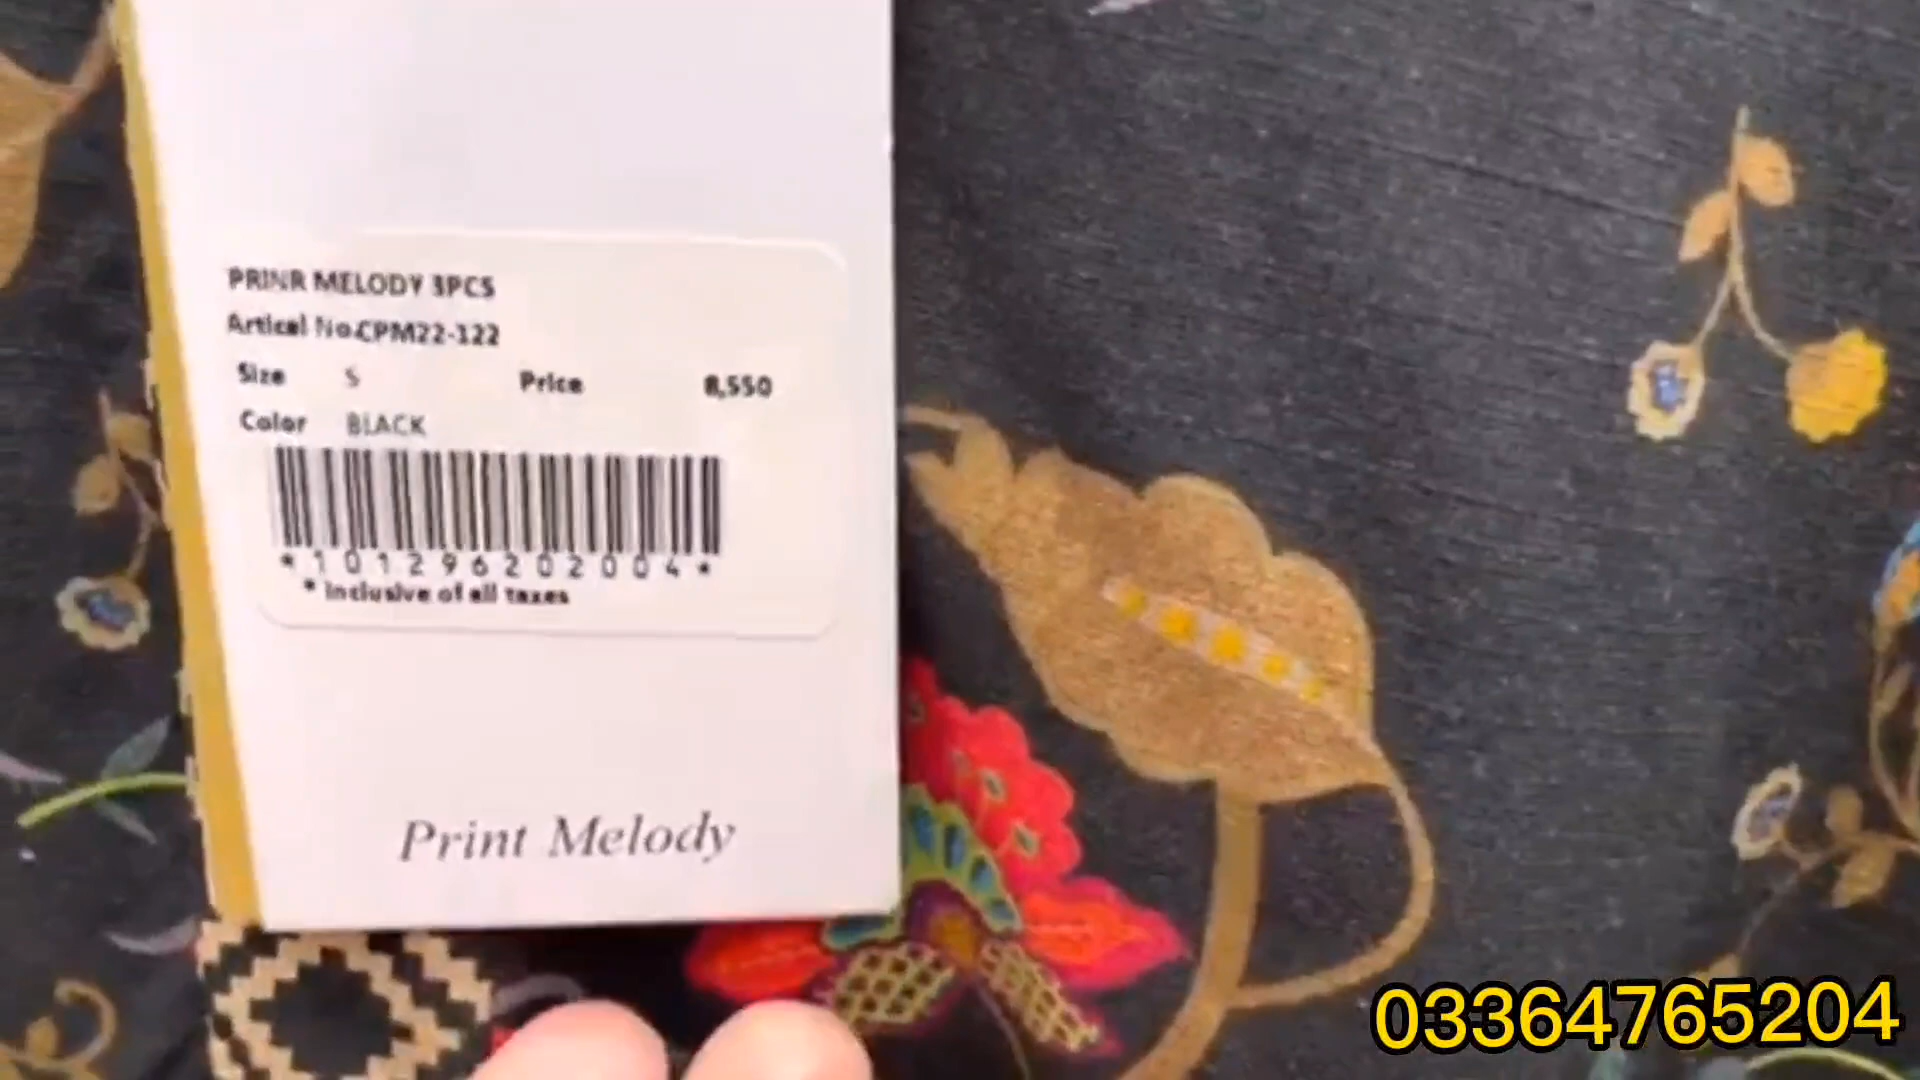 PRINR MELODY 3PCS
Artical No.CPM22-122
Size S Price 8,550
Color BLACK
*101296202004*
* Inclusive of all taxes
Print Melody
03364765204